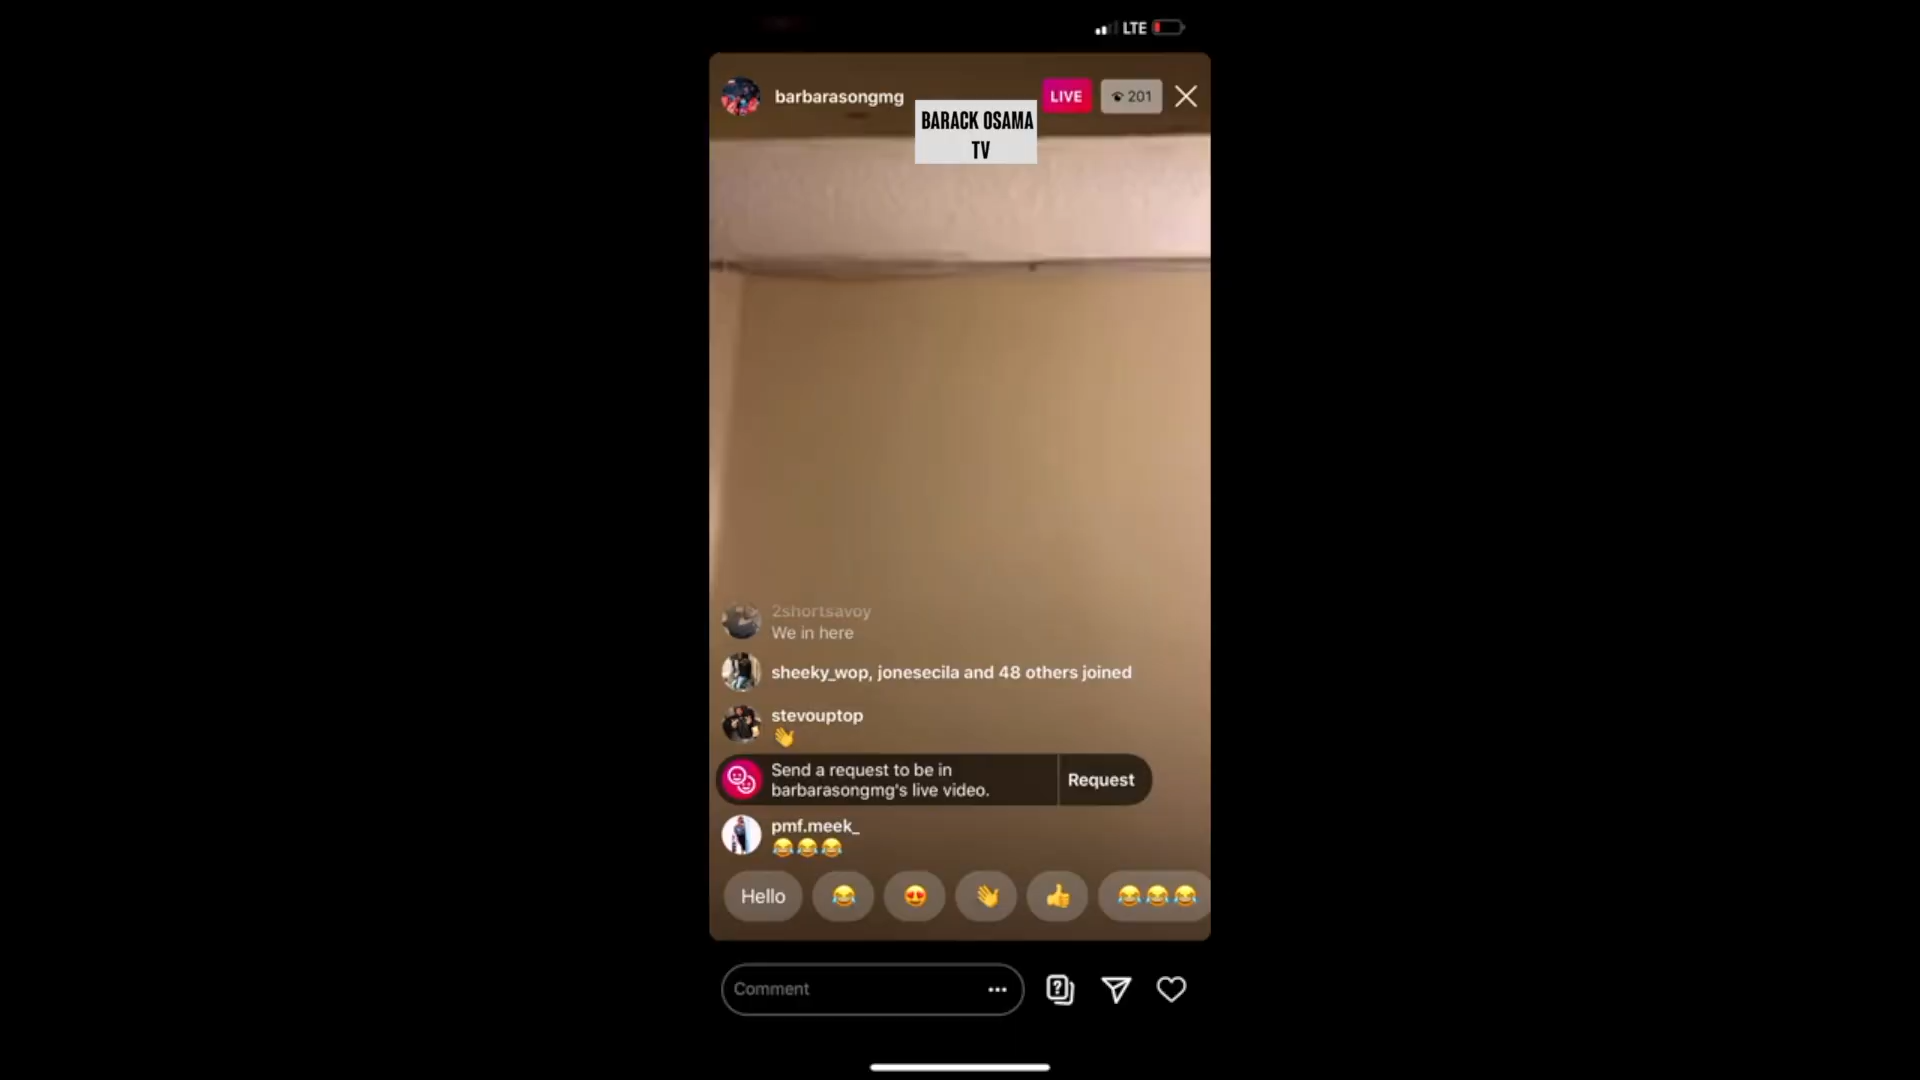 LTE
barbarasongmg
LIVE
201
BARACK OSAMA
TV
2shortsavoy
We in here
sheeky_wop, jonesecila and 48 others joined
stevouptop
👋
Send a request to be in
barbarasongmg's live video.
Request
pmf.meek_
😂😂😂
Hello 😂 😍 👋 👍 😂😂😂
Comment